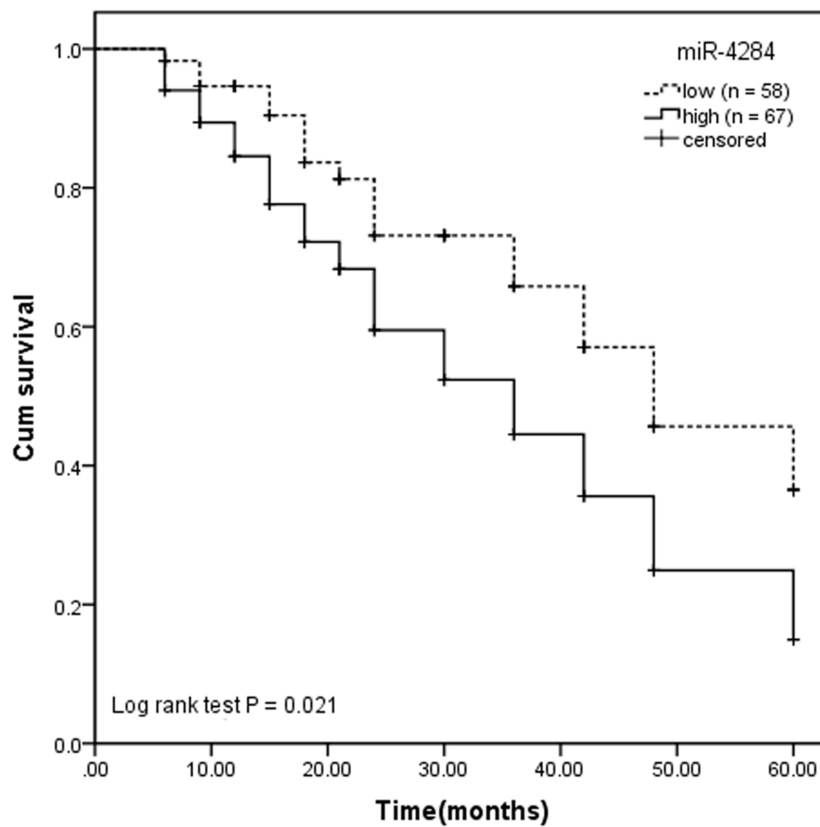 miR-4284
low (n = 58)
high (n = 67)
censored
1.0
0.8
0.6
0.4
0.2
0.0
Cum survival
Log rank test P = 0.021
.00 10.00 20.00 30.00 40.00 50.00 60.00
Time(months)